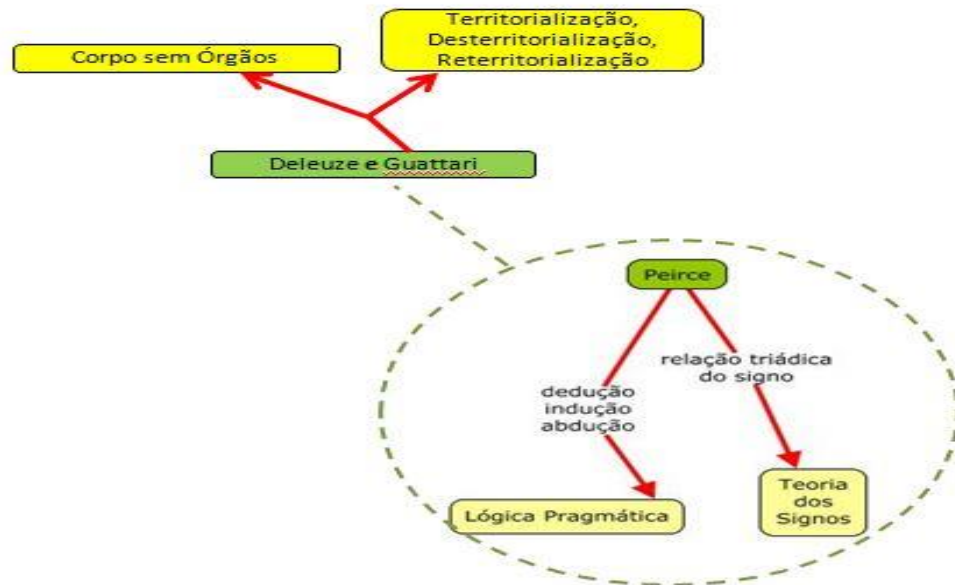 Territorialização,
Desterritorialização,
Reterritorialização
Corpo sem Órgãos
Deleuze e Guattari
Peirce
relação triádica
do signo
dedução
indução
abdução
Lógica Pragmática
Teoria
dos
Signos